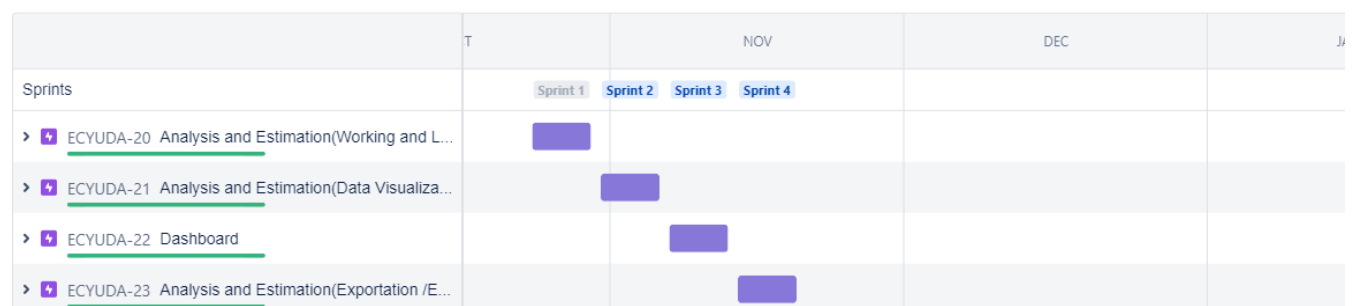 T NOV DEC JA
Sprints Sprint 1 Sprint 2 Sprint 3 Sprint 4
ECYUDA-20 Analysis and Estimation(Working and L...
ECYUDA-21 Analysis and Estimation(Data Visualiza...
ECYUDA-22 Dashboard
ECYUDA-23 Analysis and Estimation(Exportation /E...